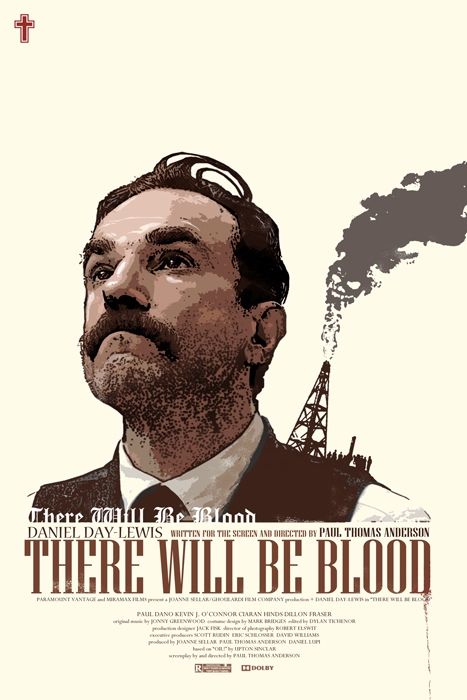 There Will Be Blood
DANIEL DAY-LEWIS WRITTEN FOR THE SCREEN AND DIRECTED BY PAUL THOMAS ANDERSON
THERE WILL BE BLOOD
PARAMOUNT VANTAGE and MIRAMAX FILMS present a JOANNE SELLAR/GHOULARDI FILM COMPANY production * DANIEL DAY-LEWIS in "THERE WILL BE BLOOD
PAUL DANO KEVIN J. O'CONNOR CIARAN HINDS DILLON FRASER
original music by JONNY GREENWOOD costume design by MARK BRIDGES edited by DYLAN TICHENOR
production designer JACK FISK director of photography ROBERT ELSWIT
executive producers SCOTT RUDIN ERIC SCHLOSSER DAVID WILLIAMS
produced by JOANNE SELLAR PAUL THOMAS ANDERSON DANIEL LUPI
based on "OIL!" by UPTON SINCLAIR
screenplay by and directed by PAUL THOMAS ANDERSON
R DOLBY